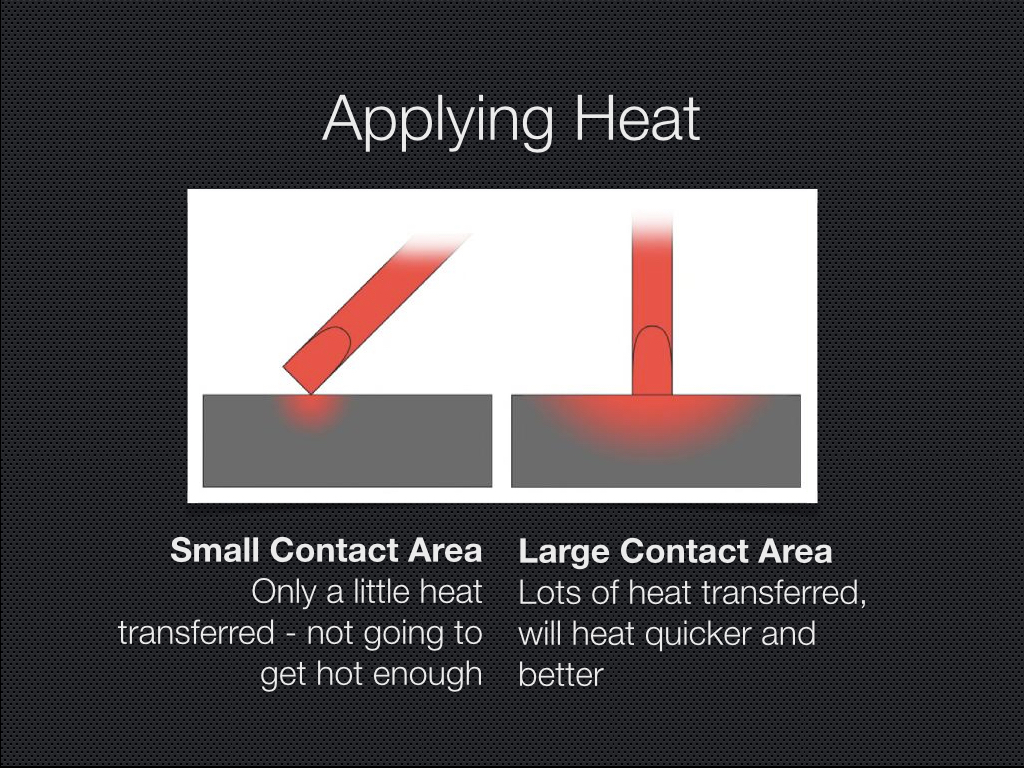 Applying Heat
Small Contact Area
Only a little heat
transferred - not going to
get hot enough
Large Contact Area
Lots of heat transferred,
will heat quicker and
better